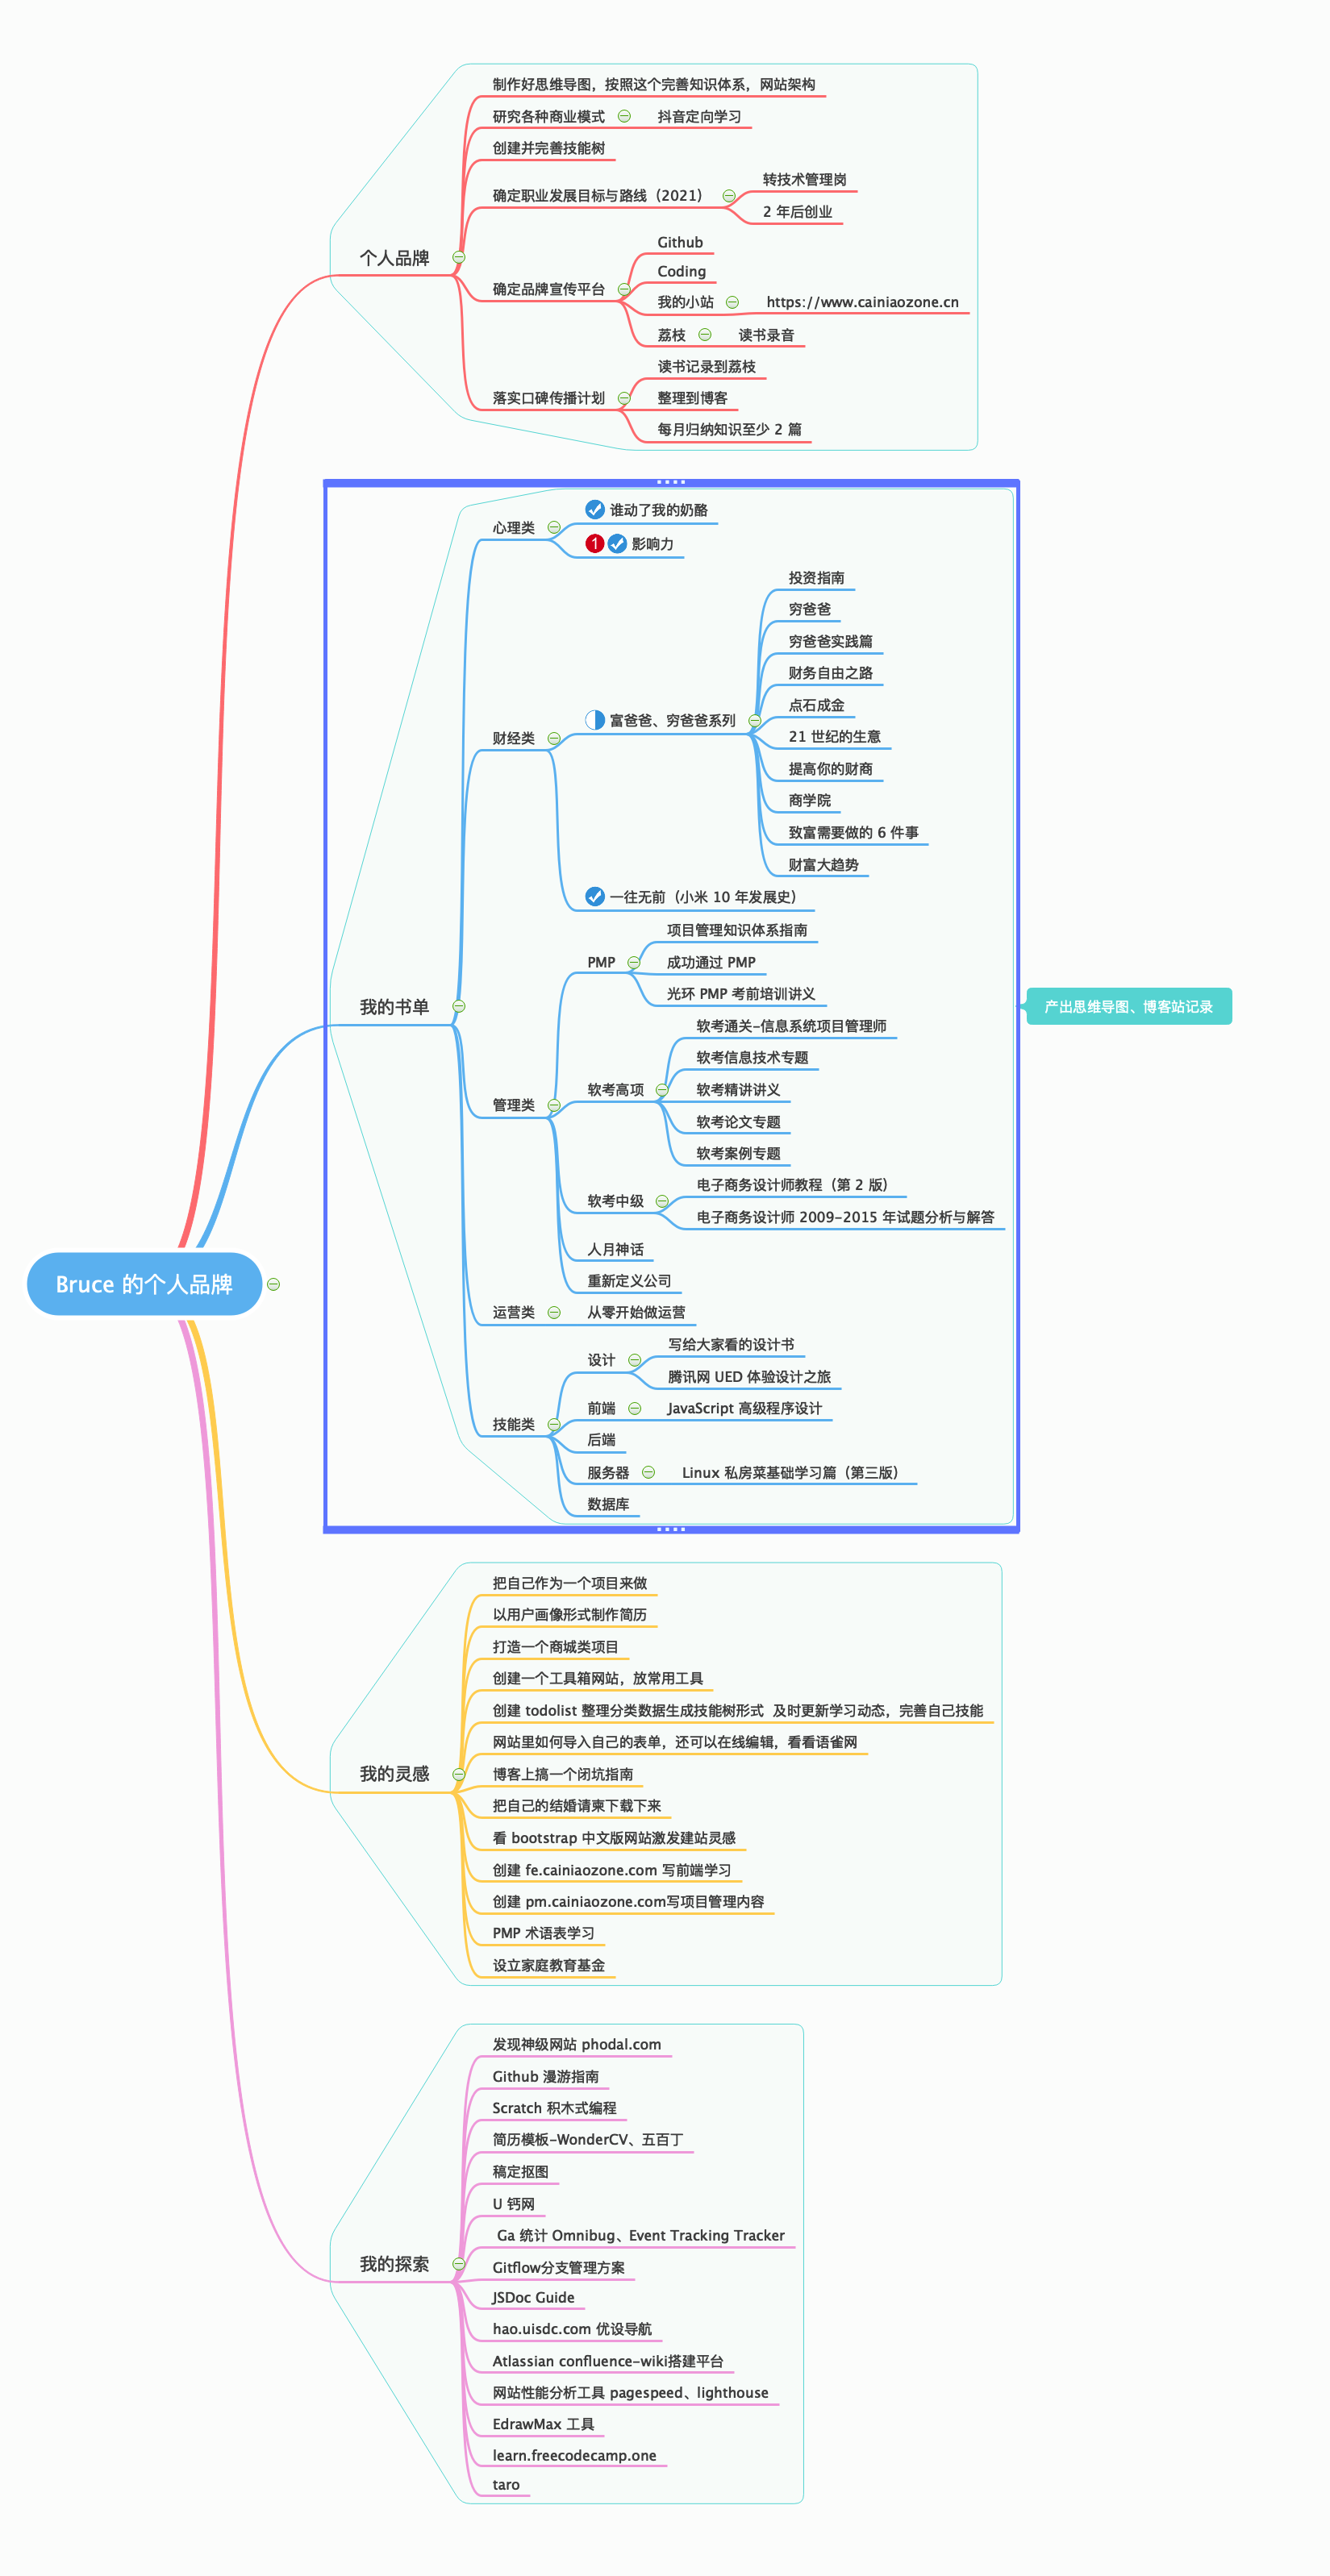 制作好思维导图，按照这个完善知识体系，网站架构
研究各种商业模式
抖音定向学习
创建并完善技能树
确定职业发展目标与路线（2021）
转技术管理岗
2 年后创业
个人品牌
确定品牌宣传平台
Github
Coding
我的小站
https://www.cainiaozone.cn
荔枝
读书录音
落实口碑传播计划
读书记录到荔枝
整理到博客
每月归纳知识至少 2 篇
心理类
谁动了我的奶酪
1
影响力
财经类
富爸爸、穷爸爸系列
投资指南
穷爸爸
穷爸爸实践篇
财务自由之路
点石成金
21 世纪的生意
提高你的财商
商学院
致富需要做的 6 件事
财富大趋势
一往无前（小米 10 年发展史）
我的书单
产出思维导图、博客站记录
管理类
PMP
项目管理知识体系指南
成功通过 PMP
光环 PMP 考前培训讲义
软考高项
软考通关-信息系统项目管理师
软考信息技术专题
软考精讲讲义
软考论文专题
软考案例专题
软考中级
电子商务设计师教程（第 2 版）
电子商务设计师 2009-2015 年试题分析与解答
人月神话
重新定义公司
Bruce 的个人品牌
运营类
从零开始做运营
技能类
设计
写给大家看的设计书
腾讯网 UED 体验设计之旅
前端
JavaScript 高级程序设计
后端
服务器
Linux 私房菜基础学习篇（第三版）
数据库
把自己作为一个项目来做
以用户画像形式制作简历
打造一个商城类项目
创建一个工具箱网站，放常用工具
创建 todolist 整理分类数据生成技能树形式  及时更新学习动态，完善自己技能
网站里如何导入自己的表单，还可以在线编辑，看看语雀网
我的灵感
博客上搞一个闭坑指南
把自己的结婚请柬下载下来
看 bootstrap 中文版网站激发建站灵感
创建 fe.cainiaozone.com 写前端学习
创建 pm.cainiaozone.com写项目管理内容
PMP 术语表学习
设立家庭教育基金
发现神级网站 phodal.com
Github 漫游指南
Scratch 积木式编程
简历模板-WonderCV、五百丁
稿定抠图
U 钙网
Ga 统计 Omnibug、Event Tracking Tracker
我的探索
Gitflow分支管理方案
JSDoc Guide
hao.uisdc.com 优设导航
Atlassian confluence-wiki搭建平台
网站性能分析工具 pagespeed、lighthouse
EdrawMax 工具
learn.freecodecamp.one
taro